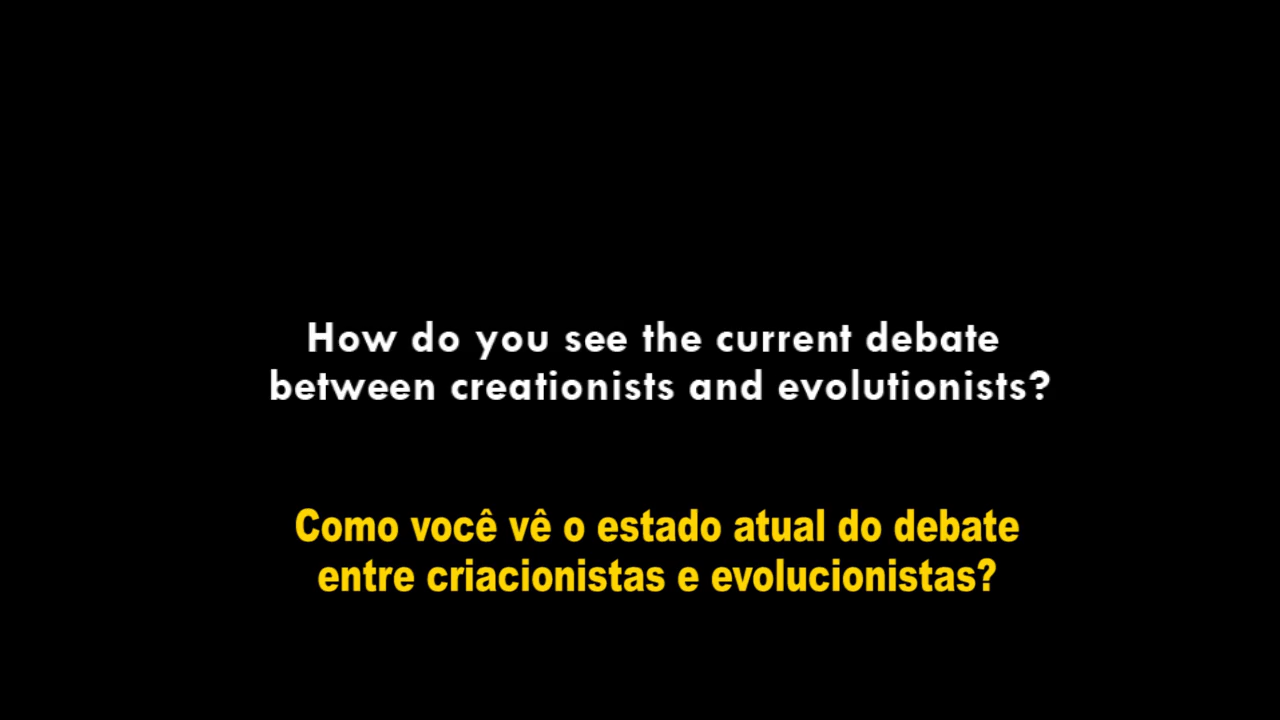 How do you see the current debate
between creationists and evolutionists?
Como você vê o estado atual do debate
entre criacionistas e evolucionistas?